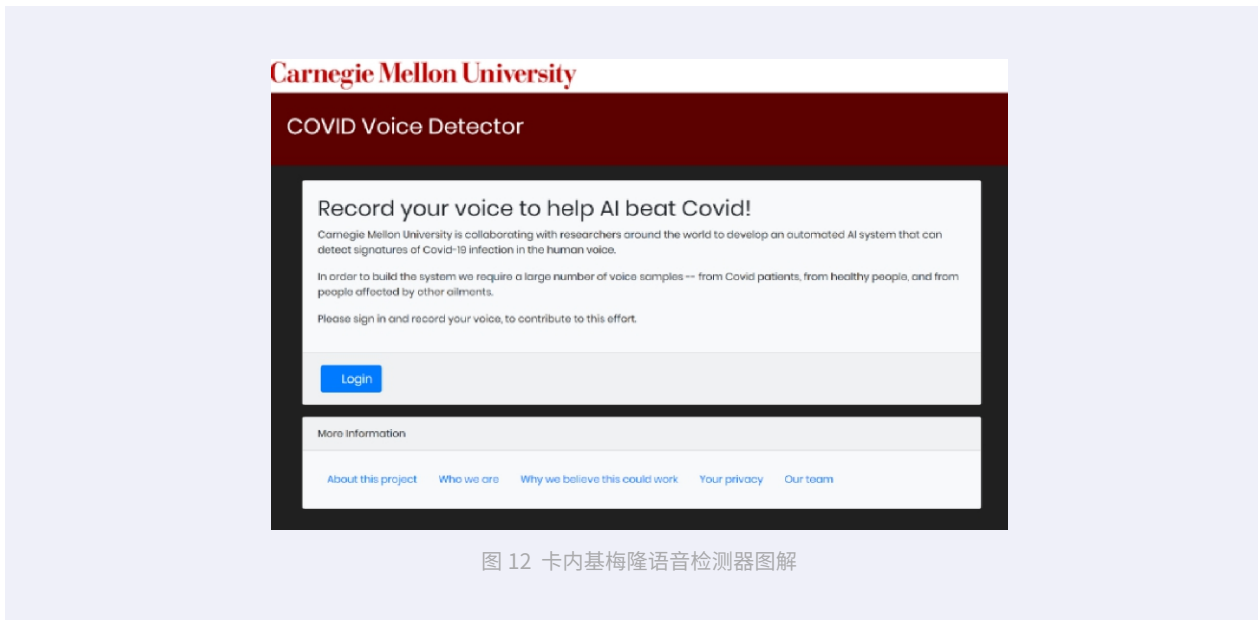 Carnegie Mellon University
COVID Voice Detector
Record your voice to help AI beat Covid!
Carnegie Mellon University is collaborating with researchers around the world to develop an automated AI system that can
detect signatures of Covid-19 infection in the human voice.
In order to build the system we require a large number of voice samples -- from Covid patients, from healthy people, and from
people affected by other ailments.
Please sign in and record your voice, to contribute to this effort.
Login
More Information
About this project Who we are Why we believe this could work Your privacy Our team
图 12 卡内基梅隆语音检测器图解